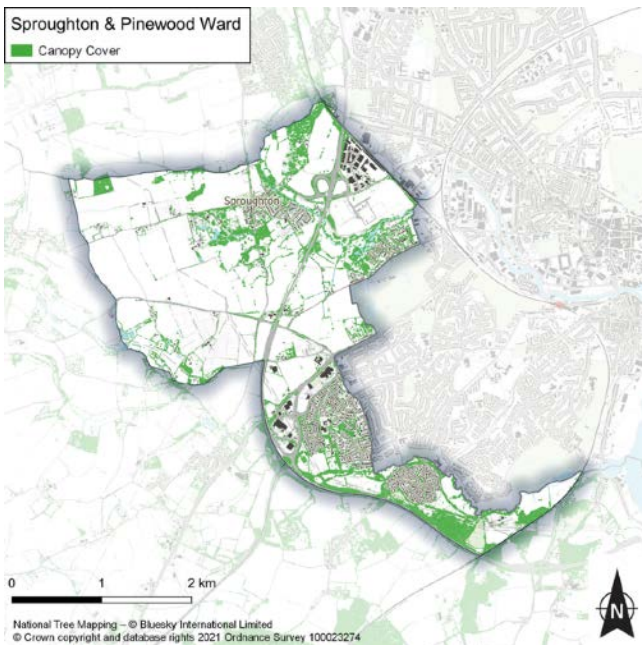 Sproughton & Pinewood Ward
Canopy Cover
Sproughton
0 1 2 km
N
National Tree Mapping - © Bluesky International Limited
© Crown copyright and database rights 2021 Ordnance Survey 100023274